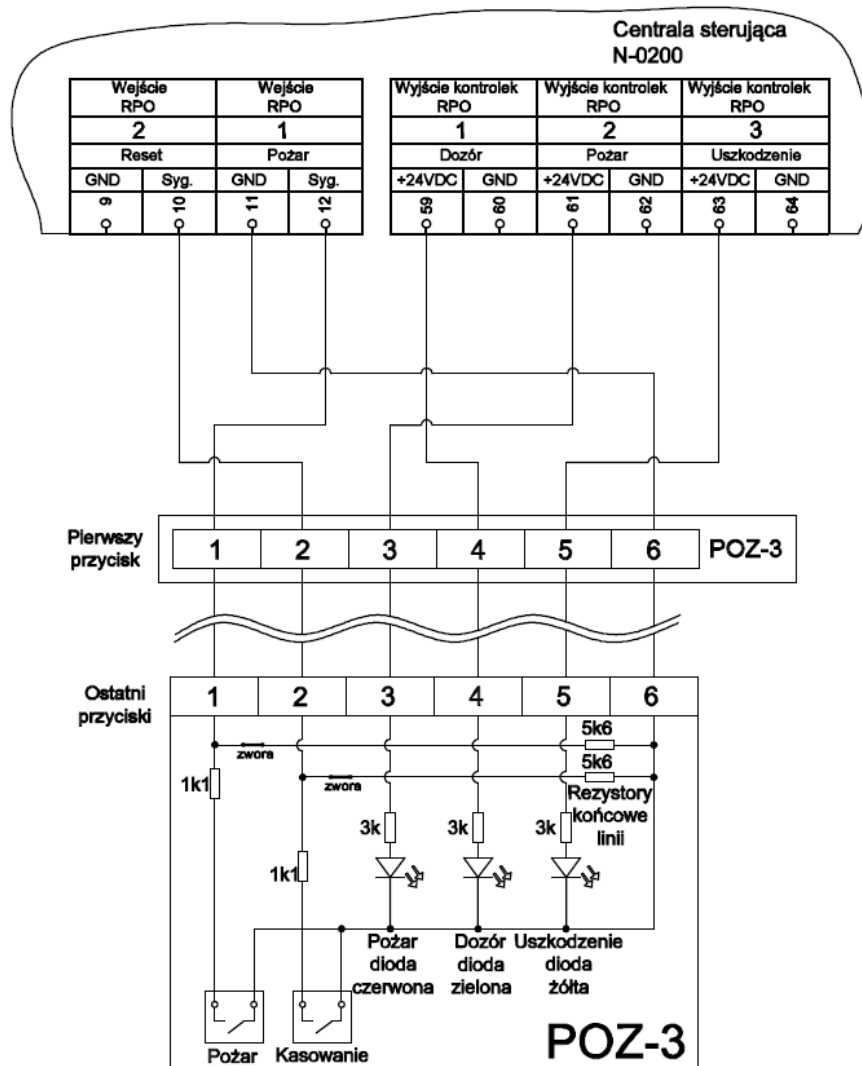 Centrala sterująca
N-0200
Wejście RPO
Wejście RPO
Wyjście kontrolek RPO
Wyjście kontrolek RPO
Wyjście kontrolek RPO
2
1
1
2
3
Reset
Pożar
Dozór
Pożar
Uszkodzenie
GND
Syg.
GND
Syg.
+24VDC
GND
+24VDC
GND
+24VDC
GND
9
10
11
12
59
60
61
62
63
64
Pierwszy
przycisk
1
2
3
4
5
6
POZ-3
Ostatni
przyciski
1
2
3
4
5
6
5k6
zwora
5k6
zwora
1k1
Rezystory
końcowe
linii
3k
3k
3k
1k1
Pożar
dioda
czerwona
Dozór
dioda
zielona
Uszkodzenie
dioda
żółta
Pożar
Kasowanie
POZ-3